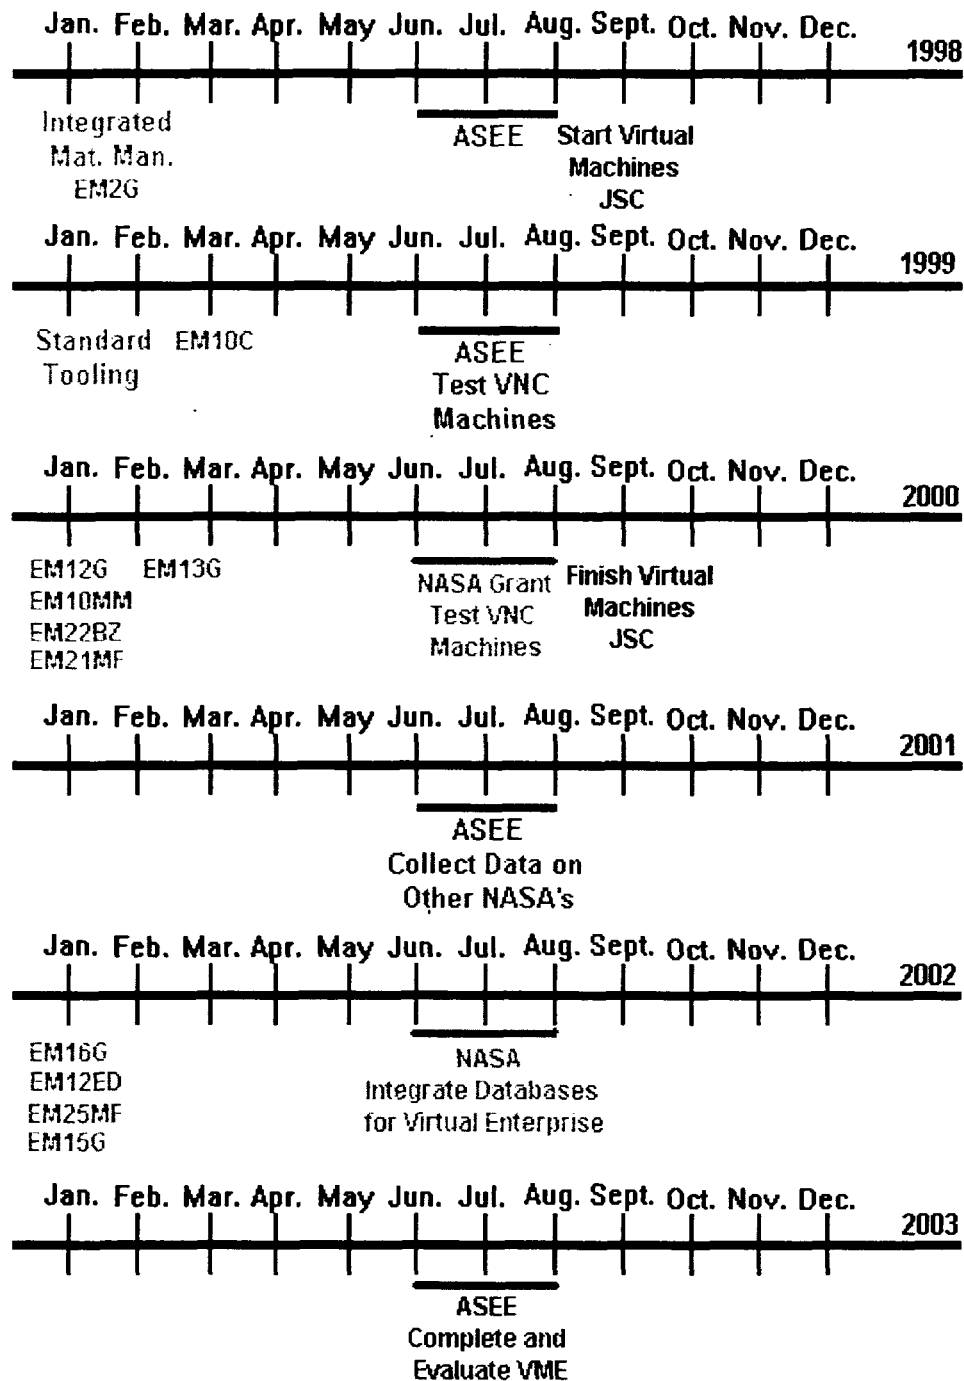 Jan. Feb. Mar. Apr. May Jun. Jul. Aug. Sept. Oct. Nov. Dec.
1998
Integrated
Mat. Man.
EM2G
ASEE
Start Virtual
Machines
JSC
Jan. Feb. Mar. Apr. May Jun. Jul. Aug. Sept. Oct. Nov. Dec.
1999
Standard
Tooling
EM10C
ASEE
Test VNC
Machines
Jan. Feb. Mar. Apr. May Jun. Jul. Aug. Sept. Oct. Nov. Dec.
2000
EM12G EM13G
EM10MM
EM22BZ
EM21MF
NASA Grant
Test VNC
Machines
Finish Virtual
Machines
JSC
Jan. Feb. Mar. Apr. May Jun. Jul. Aug. Sept. Oct. Nov. Dec.
2001
ASEE
Collect Data on
Other NASA's
Jan. Feb. Mar. Apr. May Jun. Jul. Aug. Sept. Oct. Nov. Dec.
2002
EM16G
EM12ED
EM25MF
EM15G
NASA
Integrate Databases
for Virtual Enterprise
Jan. Feb. Mar. Apr. May Jun. Jul. Aug. Sept. Oct. Nov. Dec.
2003
ASEE
Complete and
Evaluate VME